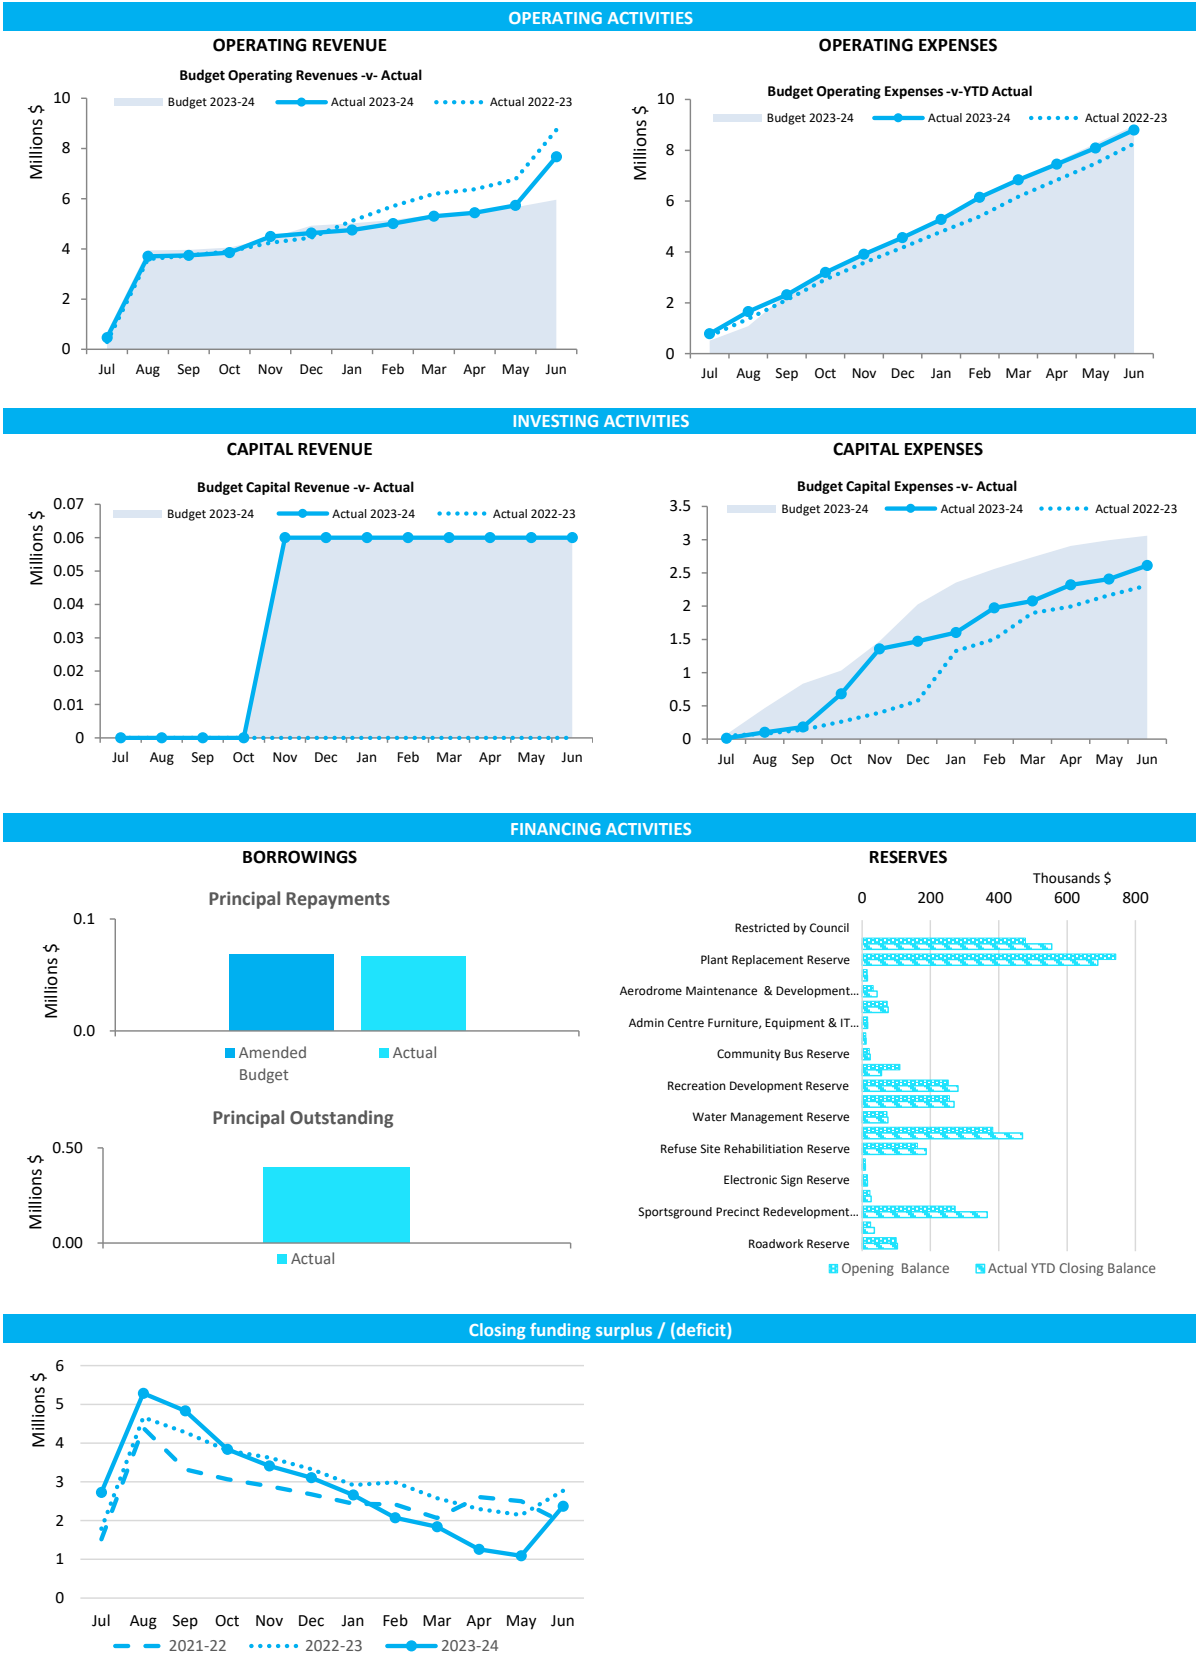 OPERATING ACTIVITIES
OPERATING REVENUE
Budget Operating Revenues -v- Actual
Millions $
Budget 2023-24
Actual 2023-24
Actual 2022-23
10
8
6
4
2
0
Jul Aug Sep Oct Nov Dec Jan Feb Mar Apr May Jun
OPERATING EXPENSES
Budget Operating Expenses -v-YTD Actual
Millions $
Budget 2023-24
Actual 2023-24
Actual 2022-23
10
8
6
4
2
0
Jul Aug Sep Oct Nov Dec Jan Feb Mar Apr May Jun
INVESTING ACTIVITIES
CAPITAL REVENUE
Budget Capital Revenue -v- Actual
Millions $
Budget 2023-24
Actual 2023-24
Actual 2022-23
0.07
0.06
0.05
0.04
0.03
0.02
0.01
0
Jul Aug Sep Oct Nov Dec Jan Feb Mar Apr May Jun
CAPITAL EXPENSES
Budget Capital Expenses -v- Actual
Millions $
Budget 2023-24
Actual 2023-24
Actual 2022-23
3.5
3
2.5
2
1.5
1
0.5
0
Jul Aug Sep Oct Nov Dec Jan Feb Mar Apr May Jun
FINANCING ACTIVITIES
BORROWINGS
Principal Repayments
Millions $
0.1
0.0
Amended
Budget
Actual
Principal Outstanding
Millions $
0.50
0.00
Actual
RESERVES
Thousands $
0 200 400 600 800
Restricted by Council
Plant Replacement Reserve
Aerodrome Maintenance & Development...
Admin Centre Furniture, Equipment & IT...
Community Bus Reserve
Recreation Development Reserve
Water Management Reserve
Refuse Site Rehabilitiation Reserve
Electronic Sign Reserve
Sportsground Precinct Redevelopment...
Roadwork Reserve
Opening Balance
Actual YTD Closing Balance
Closing funding surplus / (deficit)
Millions $
6
5
4
3
2
1
0
Jul Aug Sep Oct Nov Dec Jan Feb Mar Apr May Jun
2021-22
2022-23
2023-24